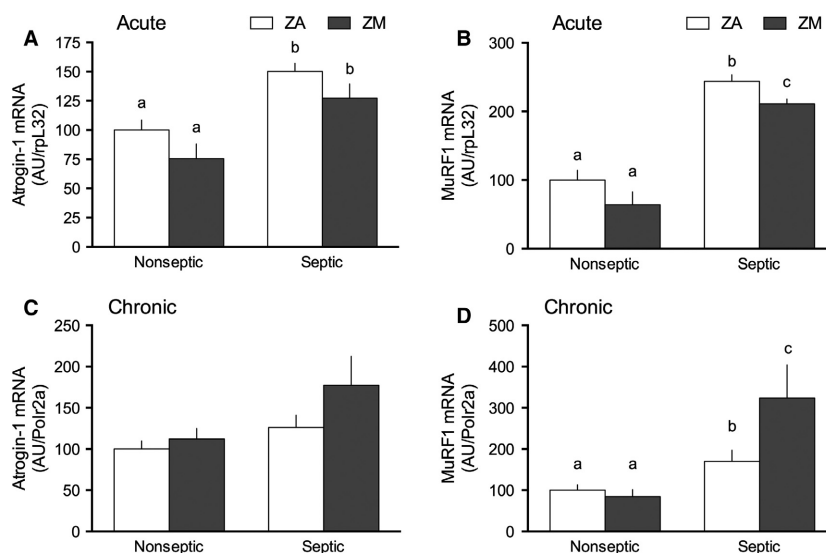 A Acute ZA ZM
Atrogin-1 mRNA
(AU/rpL32)
175
150
125
100
75
50
25
0
a a b b
Nonseptic Septic
B Acute ZA ZM
MuRF1 mRNA
(AU/rpL32)
300
200
100
0
a a b c
Nonseptic Septic
C Chronic
Atrogin-1 mRNA
(AU/Polr2a)
250
200
150
100
50
0
Nonseptic Septic
D Chronic
MuRF1 mRNA
(AU/Polr2a)
500
400
300
200
100
0
a a b c
Nonseptic Septic